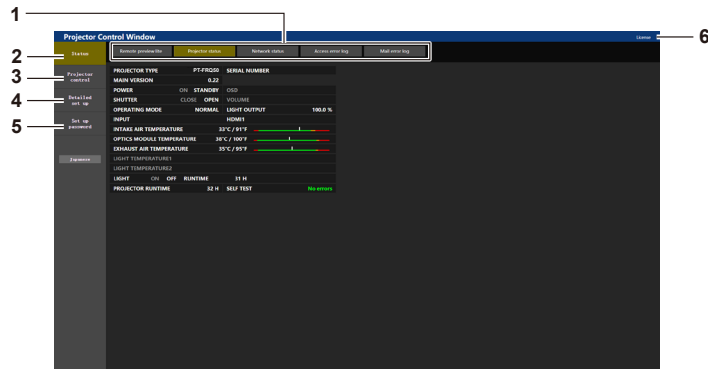 1
Projector Control Window
License
6
2
Status
Remote preview lite Projector status Network status Access error log Mail error log
3
Projector
control
4
Detailed
set up
5
Set up
password
Japanese
PROJECTOR TYPE PT-FRQ50 SERIAL NUMBER
MAIN VERSION 0.22
POWER ON STANDBY OSD
SHUTTER CLOSE OPEN VOLUME
OPERATING MODE NORMAL LIGHT OUTPUT 100.0 %
INPUT HDMI1
INTAKE AIR TEMPERATURE 33°C / 91°F
OPTICS MODULE TEMPERATURE 38°C / 100°F
EXHAUST AIR TEMPERATURE 35°C / 95°F
LIGHT TEMPERATURE1
LIGHT TEMPERATURE2
LIGHT ON OFF RUNTIME 31 H
PROJECTOR RUNTIME 32 H SELF TEST No errors